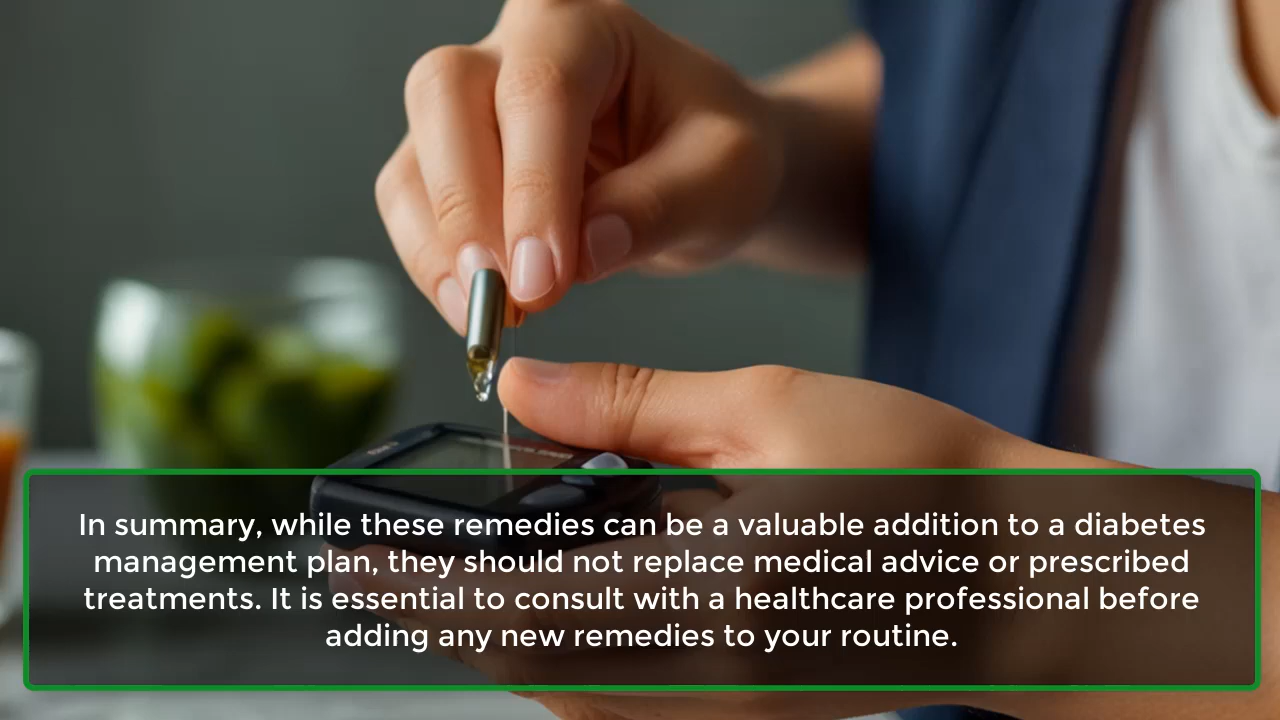 In summary, while these remedies can be a valuable addition to a diabetes
management plan, they should not replace medical advice or prescribed
treatments. It is essential to consult with a healthcare professional before
adding any new remedies to your routine.